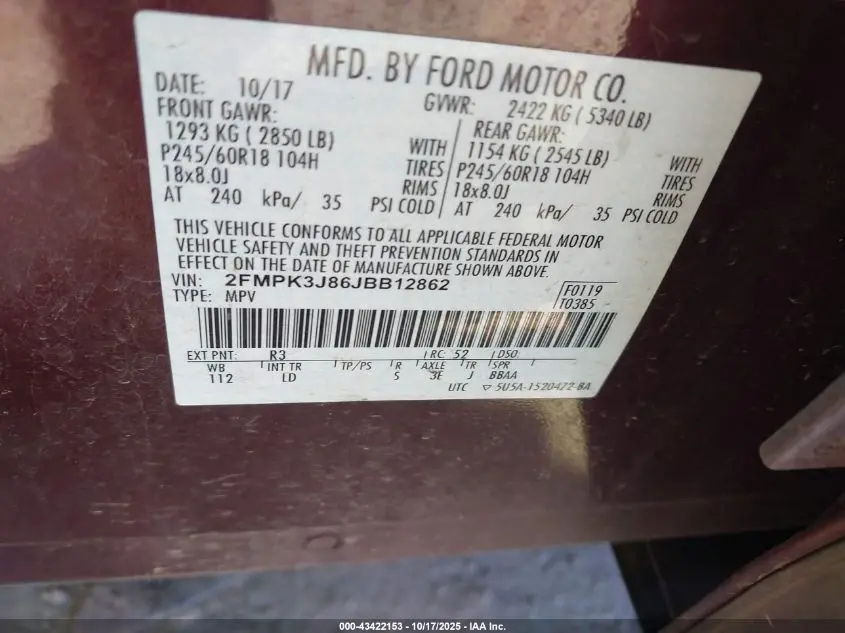 MFD. BY FORD MOTOR CO.
DATE: 10/17 GVWR: 2422 KG ( 5340 LB)
FRONT GAWR: REAR GAWR:
1293 KG ( 2850 LB) WITH 1154 KG ( 2545 LB) WITH
P245/60R18 104H TIRES P245/60R18 104H TIRES
18x8.0J RIMS 18x8.0J RIMS
AT 240 kPa/ 35 PSI COLD AT 240 kPa/ 35 PSI COLD
THIS VEHICLE CONFORMS TO ALL APPLICABLE FEDERAL MOTOR
VEHICLE SAFETY AND THEFT PREVENTION STANDARDS IN
EFFECT ON THE DATE OF MANUFACTURE SHOWN ABOVE.
VIN: 2FMPK3J86JBB12862 F0119
TYPE: MPV T0385
EXT PNT: R3 RC 52 DSO
WB INT TR TP/PS R AXLE TR SPR
112 LD S 3E J BBAA
UTC ▽ 5U5A-1520472-BA
000-43422153 - 10/17/2025 - IAA Inc.